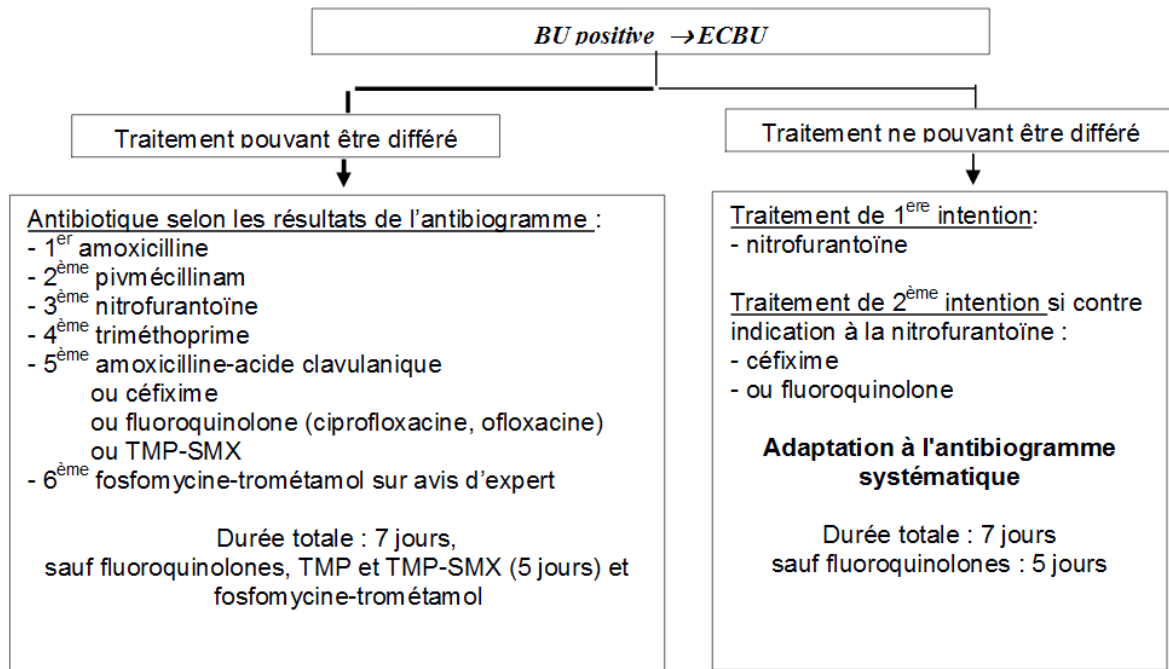 BU positive → ECBU
Traitement pouvant être différé
Antibiotique selon les résultats de l'antibiogramme :
- 1er amoxicilline
- 2ème pivmécillinam
- 3ème nitrofurantoïne
- 4ème triméthoprime
- 5ème amoxicilline-acide clavulanique
ou céfixime
ou fluoroquinolone (ciprofloxacine, ofloxacine)
ou TMP-SMX
- 6ème fosfomycine-trométamol sur avis d'expert
Durée totale : 7 jours,
sauf fluoroquinolones, TMP et TMP-SMX (5 jours) et
fosfomycine-trométamol
Traitement ne pouvant être différé
Traitement de 1ere intention:
- nitrofurantoïne
Traitement de 2ème intention si contre
indication à la nitrofurantoïne :
- céfixime
- ou fluoroquinolone
Adaptation à l'antibiogramme
systématique
Durée totale : 7 jours
sauf fluoroquinolones : 5 jours